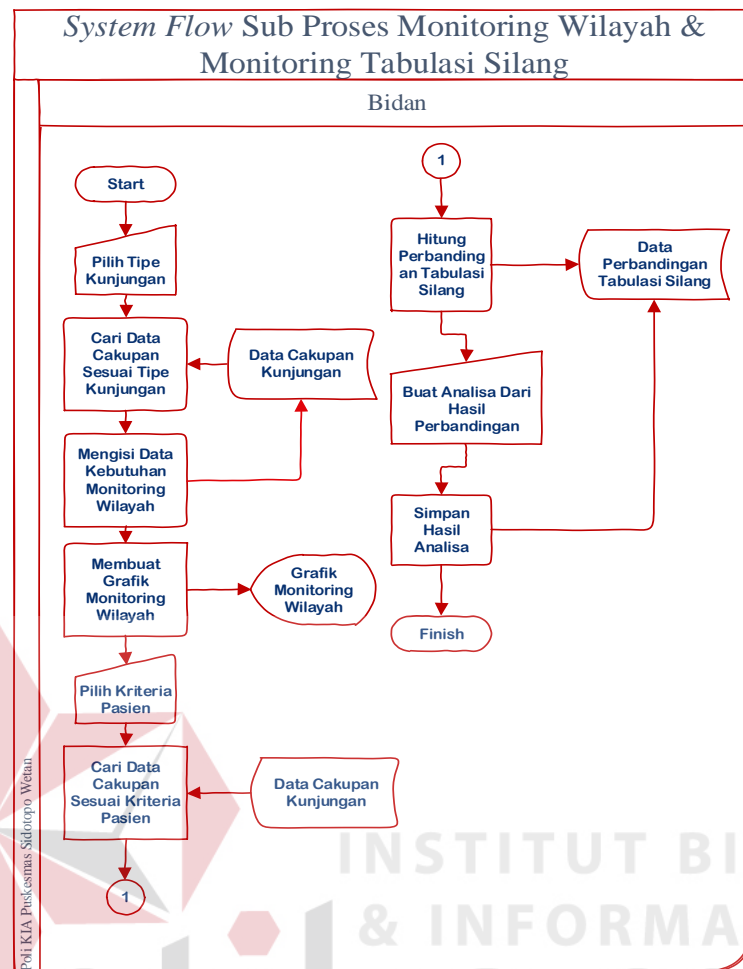 System Flow Sub Proses Monitoring Wilayah &
Monitoring Tabulasi Silang
Bidan
Poli KIA Puskesmas Sidotopo Wetan
Start
Pilih Tipe
Kunjungan
Cari Data
Cakupan
Sesuai Tipe
Kunjungan
Data Cakupan
Kunjungan
Mengisi Data
Kebutuhan
Monitoring
Wilayah
Membuat
Grafik
Monitoring
Wilayah
Grafik
Monitoring
Wilayah
Pilih Kriteria
Pasien
Cari Data
Cakupan
Sesuai Kriteria
Pasien
Data Cakupan
Kunjungan
1
1
Hitung
Perbanding
an Tabulasi
Silang
Data
Perbandingan
Tabulasi Silang
Buat Analisa Dari
Hasil
Perbandingan
Simpan
Hasil
Analisa
Finish
INSTITUT BI
& INFORMA